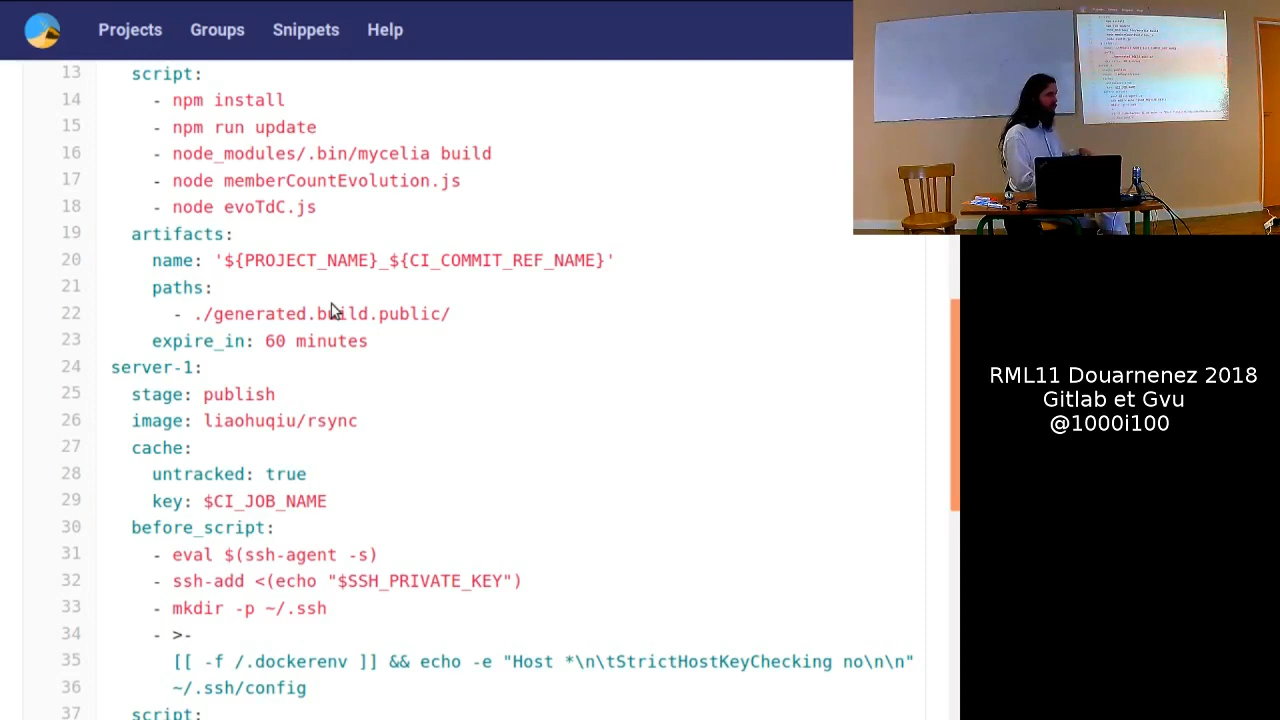 Projects Groups Snippets Help
13 script:
14 - npm install
15 - npm run update
16 - node_modules/.bin/mycelia build
17 - node memberCountEvolution.js
18 - node evoTdC.js
19 artifacts:
20 name: '${PROJECT_NAME}_${CI_COMMIT_REF_NAME}'
21 paths:
22 - ./generated.build.public/
23 expire_in: 60 minutes
24 server-1:
25 stage: publish
26 image: liaohuqiu/rsync
27 cache:
28 untracked: true
29 key: $CI_JOB_NAME
30 before_script:
31 - eval $(ssh-agent -s)
32 - ssh-add <(echo "$SSH_PRIVATE_KEY")
33 - mkdir -p ~/.ssh
34 - >-
35 [[ -f /.dockerenv ]] && echo -e "Host *\n\tStrictHostKeyChecking no\n\n"
36 ~/.ssh/config
37 script:
RML11 Douarnenez 2018
Gitlab et Gvu
@1000i100